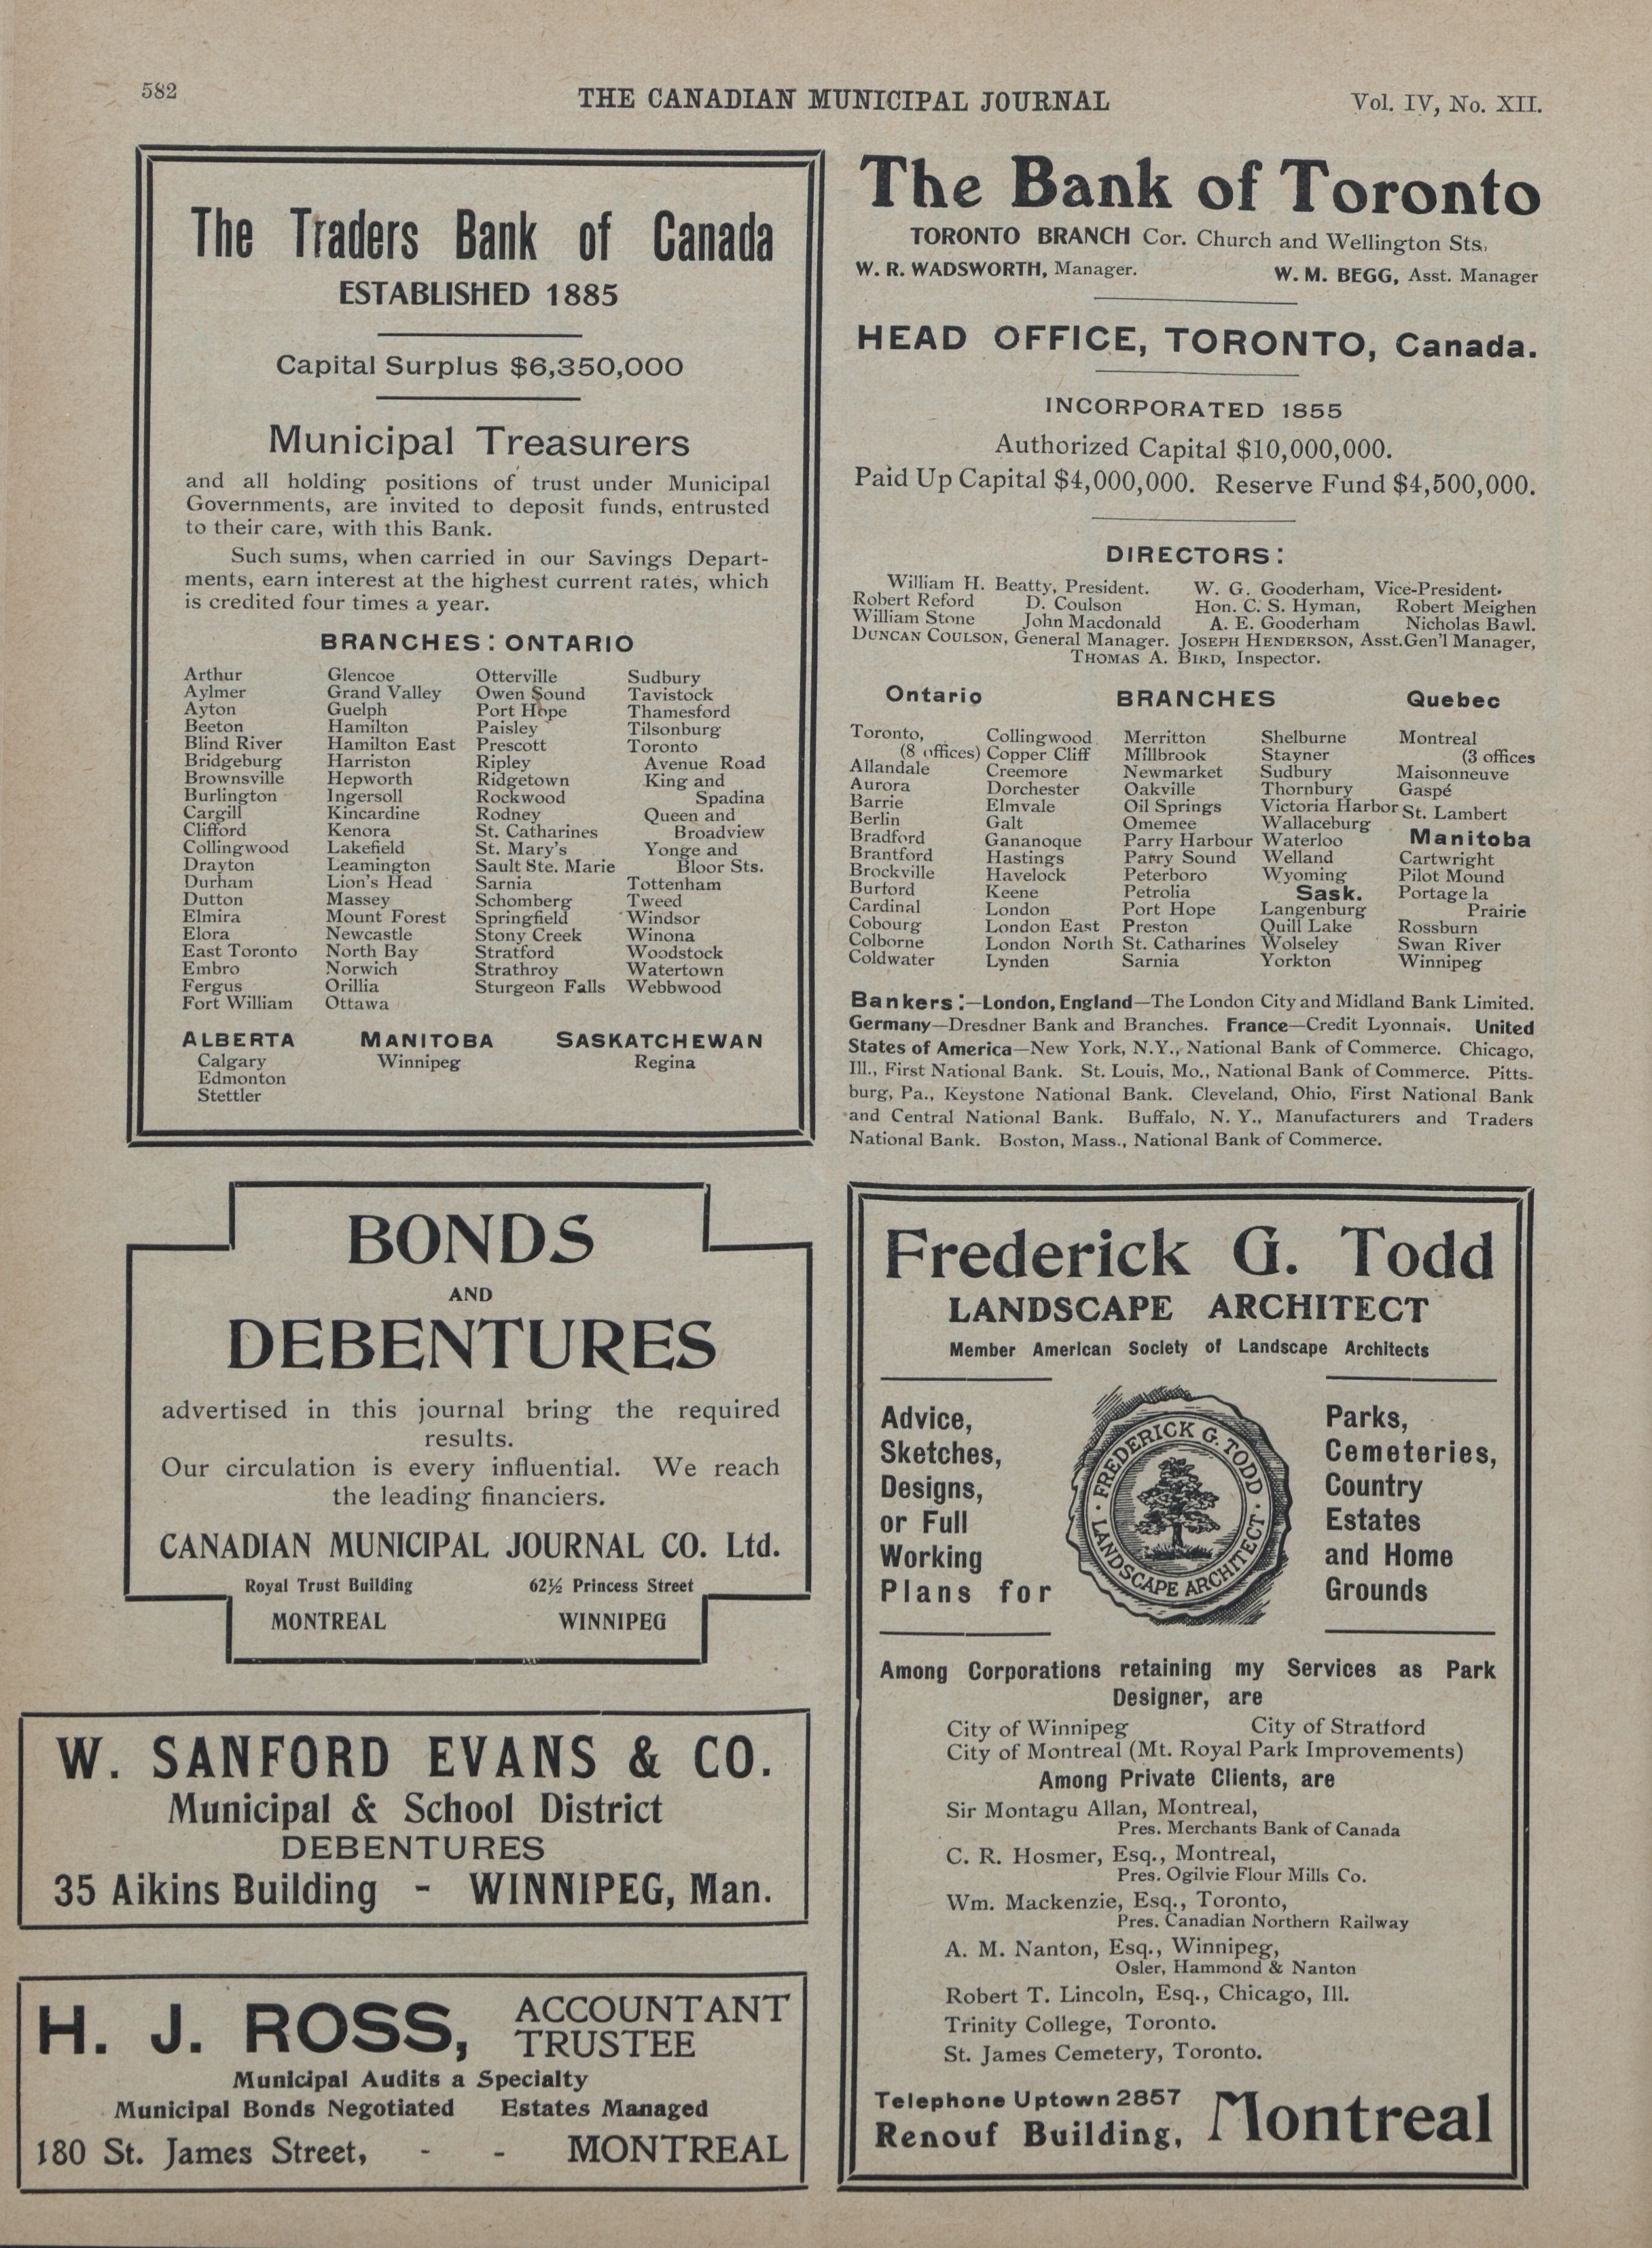 582
THE CANADIAN MUNICIPAL JOURNAL
Vol. IV, No. XII.
The Traders Bank of Canada
ESTABLISHED 1885
Capital Surplus $6,350,000
Municipal Treasurers
and all holding positions of trust under Municipal
Governments, are invited to deposit funds, entrusted
to their care, with this Bank.
Such sums, when carried in our Savings Depart-
ments, earn interest at the highest current rates, which
is credited four times a year.
BRANCHES: ONTARIO
Arthur
Aylmer
Ayton
Beeton
Blind River
Bridgeburg
Brownsville
Burlington
Cargill
Clifford
Collingwood
Drayton
Durham
Dutton
Elmira
Elora
East Toronto
Embro
Fergus
Fort William
Glencoe
Grand Valley
Guelph
Hamilton
Hamilton East
Harriston
Hepworth
Ingersoll
Kincardine
Kenora
Lakefield
Leamington
Lion's Head
Massey
Mount Forest
Newcastle
North Bay
Norwich
Orillia
Ottawa
Otterville
Owen Sound
Port Hope
Paisley
Prescott
Ripley
Ridgetown
Rockwood
Rodney
St. Catharines
St. Mary's
Sault Ste. Marie
Sarnia
Schomberg
Springfield
Stony Creek
Stratford
Strathroy
Sturgeon Falls
Sudbury
Tavistock
Thamesford
Tilsonburg
Toronto
Avenue Road
King and
Spadina
Queen and
Broadview
Yonge and
Bloor Sts.
Tottenham
Tweed
Windsor
Winona
Woodstock
Watertown
Webbwood
ALBERTA
Calgary
Edmonton
Stettler
MANITOBA
Winnipeg
SASKATCHEWAN
Regina
The Bank of Toronto
TORONTO BRANCH Cor. Church and Wellington Sts,
W. R. WADSWORTH, Manager. W. M. BEGG, Asst. Manager
HEAD OFFICE, TORONTO, Canada.
INCORPORATED 1855
Authorized Capital $10,000,000.
Paid Up Capital $4,000,000. Reserve Fund $4,500,000.
DIRECTORS:
William H. Beatty, President. W. G. Gooderham, Vice-President.
Robert Reford D. Coulson Hon. C. S. Hyman, Robert Meighen
William Stone John Macdonald A. E. Gooderham Nicholas Bawl.
DUNCAN COULSON, General Manager. JOSEPH HENDERSON, Asst.Gen'l Manager,
THOMAS A. BIRD, Inspector.
Ontario BRANCHES Quebec
Toronto,
(8 offices)
Allandale
Aurora
Barrie
Berlin
Bradford
Brantford
Brockville
Burford
Cardinal
Cobourg
Colborne
Coldwater
Collingwood
Copper Cliff
Creemore
Dorchester
Elmvale
Galt
Gananoque
Hastings
Havelock
Keene
London
London East
London North
Lynden
Merritton
Millbrook
Newmarket
Oakville
Oil Springs
Omemee
Parry Harbour
Parry Sound
Peterboro
Petrolia
Port Hope
Preston
St. Catharines
Sarnia
Shelburne
Stayner
Sudbury
Thornbury
Victoria Harbor
Wallaceburg
Waterloo
Welland
Wyoming
Sask.
Langenburg
Quill Lake
Wolseley
Yorkton
Montreal
(3 offices
Maisonneuve
Gaspé
St. Lambert
Manitoba
Cartwright
Pilot Mound
Portage la
Prairie
Rossburn
Swan River
Winnipeg
Bankers:—London, England—The London City and Midland Bank Limited.
Germany—Dresdner Bank and Branches. France—Credit Lyonnais. United
States of America—New York, N.Y., National Bank of Commerce. Chicago,
Ill., First National Bank. St. Louis, Mo., National Bank of Commerce. Pitts-
burg, Pa., Keystone National Bank. Cleveland, Ohio, First National Bank
and Central National Bank. Buffalo, N. Y., Manufacturers and Traders
National Bank. Boston, Mass., National Bank of Commerce.
BONDS
AND
DEBENTURES
advertised in this journal bring the required
results.
Our circulation is every influential. We reach
the leading financiers.
CANADIAN MUNICIPAL JOURNAL CO. Ltd.
Royal Trust Building 62½ Princess Street
MONTREAL WINNIPEG
W. SANFORD EVANS & CO.
Municipal & School District
DEBENTURES
35 Aikins Building - WINNIPEG, Man.
H. J. ROSS, ACCOUNTANT
TRUSTEE
Municipal Audits a Specialty
Municipal Bonds Negotiated Estates Managed
180 St. James Street, - - MONTREAL
Frederick G. Todd
LANDSCAPE ARCHITECT
Member American Society of Landscape Architects
Advice,
Sketches,
Designs,
or Full
Working
Plans for
· FREDERICK G. TODD ·
LANDSCAPE ARCHITECT
Parks,
Cemeteries,
Country
Estates
and Home
Grounds
Among Corporations retaining my Services as Park
Designer, are
City of Winnipeg City of Stratford
City of Montreal (Mt. Royal Park Improvements)
Among Private Clients, are
Sir Montagu Allan, Montreal,
Pres. Merchants Bank of Canada
C. R. Hosmer, Esq., Montreal,
Pres. Ogilvie Flour Mills Co.
Wm. Mackenzie, Esq., Toronto,
Pres. Canadian Northern Railway
A. M. Nanton, Esq., Winnipeg,
Osler, Hammond & Nanton
Robert T. Lincoln, Esq., Chicago, Ill.
Trinity College, Toronto.
St. James Cemetery, Toronto.
Telephone Uptown 2857
Renouf Building, Montreal